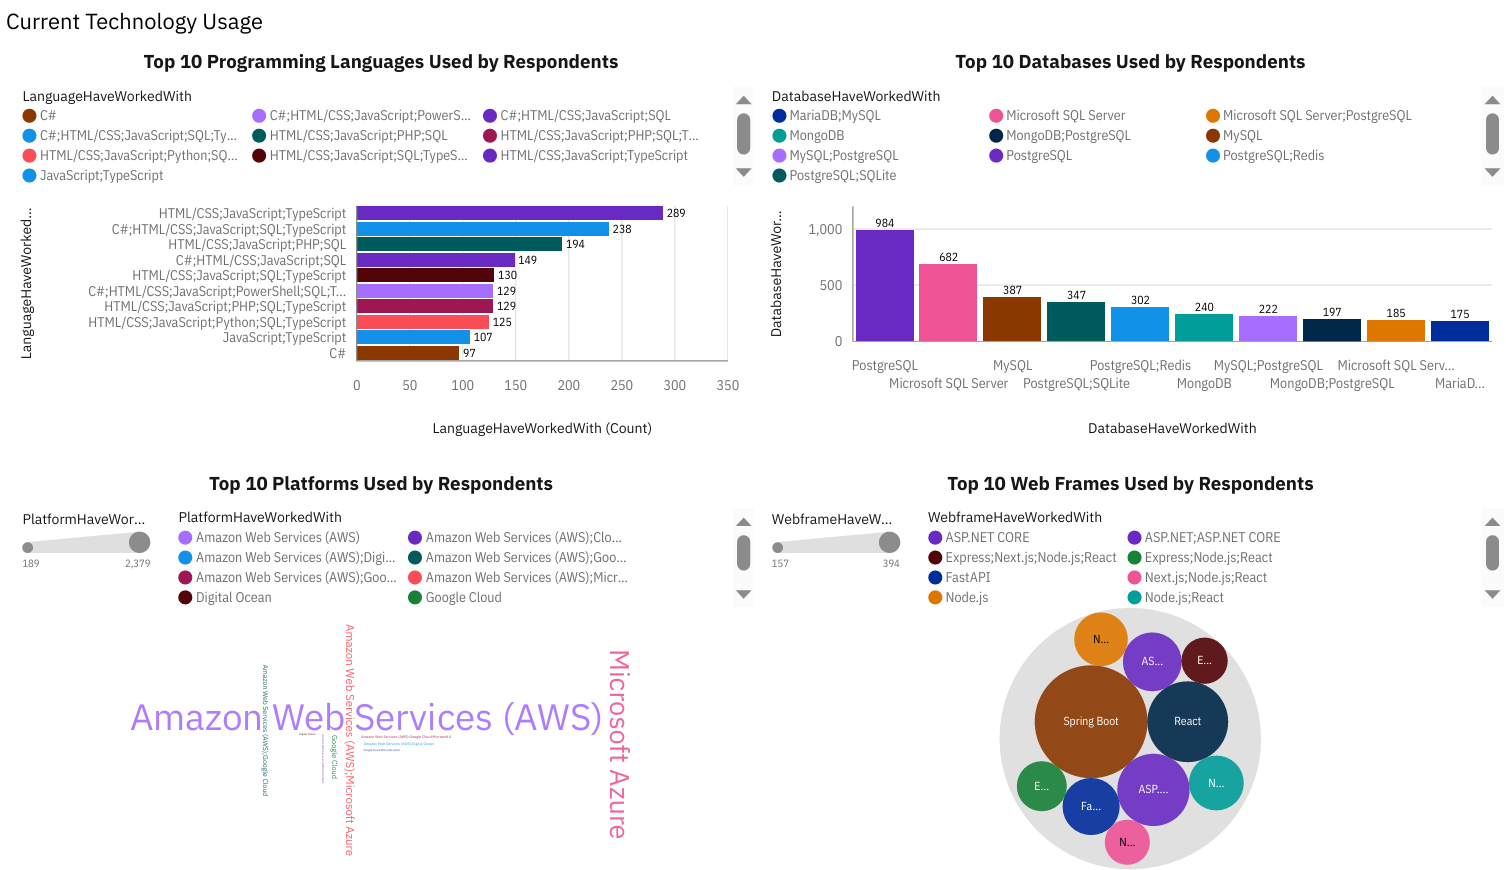 Current Technology Usage
Top 10 Programming Languages Used by Respondents
LanguageHaveWorkedWith
C#
C#;HTML/CSS;JavaScript;PowerS...
C#;HTML/CSS;JavaScript;SQL
C#;HTML/CSS;JavaScript;SQL;Ty...
HTML/CSS;JavaScript;PHP;SQL
HTML/CSS;JavaScript;PHP;SQL;T...
HTML/CSS;JavaScript;Python;SQ...
HTML/CSS;JavaScript;SQL;TypeS...
HTML/CSS;JavaScript;TypeScript
JavaScript;TypeScript
LanguageHaveWorked...
HTML/CSS;JavaScript;TypeScript 289
C#;HTML/CSS;JavaScript;SQL;TypeScript 238
HTML/CSS;JavaScript;PHP;SQL 194
C#;HTML/CSS;JavaScript;SQL 149
HTML/CSS;JavaScript;SQL;TypeScript 130
C#;HTML/CSS;JavaScript;PowerShell;SQL;T... 129
HTML/CSS;JavaScript;PHP;SQL;TypeScript 129
HTML/CSS;JavaScript;Python;SQL;TypeScript 125
JavaScript;TypeScript 107
C# 97
0 50 100 150 200 250 300 350
LanguageHaveWorkedWith (Count)
Top 10 Databases Used by Respondents
DatabaseHaveWorkedWith
MariaDB;MySQL
Microsoft SQL Server
Microsoft SQL Server;PostgreSQL
MongoDB
MongoDB;PostgreSQL
MySQL
MySQL;PostgreSQL
PostgreSQL
PostgreSQL;Redis
PostgreSQL;SQLite
DatabaseHaveWor...
1,000
500
0
984 682 387 347 302 240 222 197 185 175
PostgreSQL MySQL PostgreSQL;Redis MySQL;PostgreSQL Microsoft SQL Serv...
Microsoft SQL Server PostgreSQL;SQLite MongoDB MongoDB;PostgreSQL MariaD...
DatabaseHaveWorkedWith
Top 10 Platforms Used by Respondents
PlatformHaveWor...
189 2,379
PlatformHaveWorkedWith
Amazon Web Services (AWS)
Amazon Web Services (AWS);Clo...
Amazon Web Services (AWS);Digi...
Amazon Web Services (AWS);Goo...
Amazon Web Services (AWS);Goo...
Amazon Web Services (AWS);Micr...
Digital Ocean
Google Cloud
Amazon Web Services (AWS);Google Cloud
Amazon Web Services (AWS);Microsoft Azure
Amazon Web Services (AWS)
Microsoft Azure
Google Cloud
Top 10 Web Frames Used by Respondents
WebframeHaveW...
157 394
WebframeHaveWorkedWith
ASP.NET CORE
ASP.NET;ASP.NET CORE
Express;Next.js;Node.js;React
Express;Node.js;React
FastAPI
Next.js;Node.js;React
Node.js
Node.js;React
N...
AS...
E...
Spring Boot
React
E...
Fa...
ASP....
N...
N...